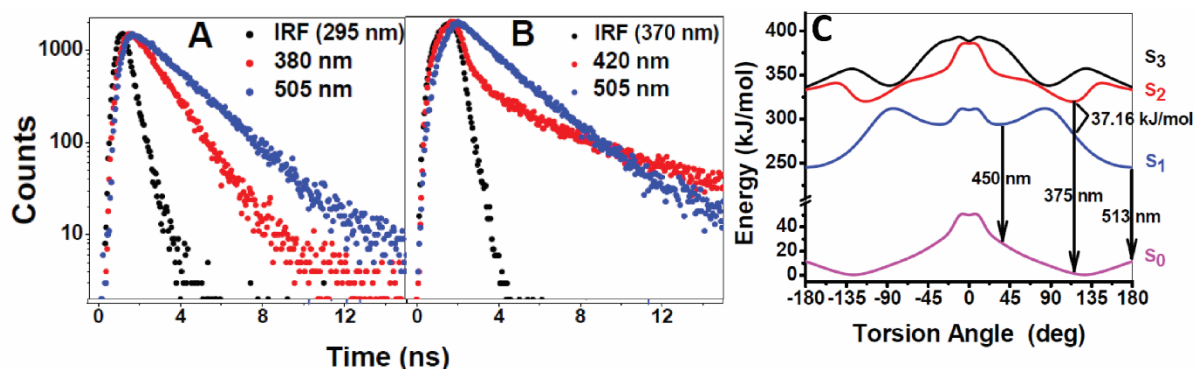 A
IRF (295 nm)
380 nm
505 nm
1000
100
10
Counts
0 4 8 12
B
IRF (370 nm)
420 nm
505 nm
0 4 8 12
Time (ns)
C
400
350
300
250
40
20
0
Energy (kJ/mol)
S3
S2
37.16 kJ/mol
S1
450 nm
375 nm
513 nm
S0
-180 -135 -90 -45 0 45 90 135 180
Torsion Angle (deg)